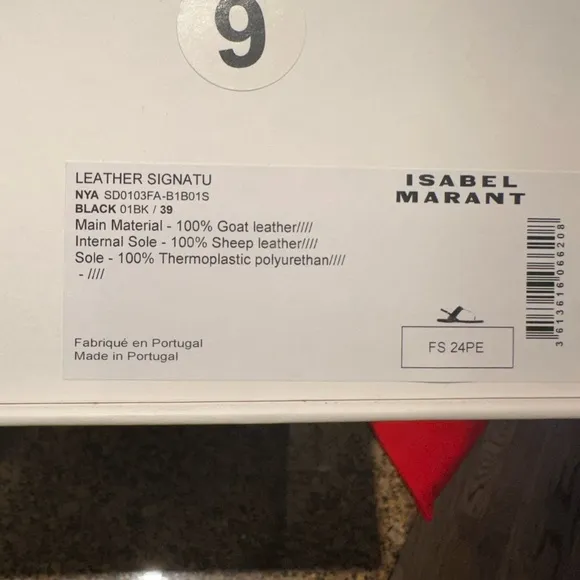 9
LEATHER SIGNATU
NYA SD0103FA-B1B01S
BLACK 01BK / 39
Main Material - 100% Goat leather////
Internal Sole - 100% Sheep leather////
Sole - 100% Thermoplastic polyurethan////
- ////
Fabriqué en Portugal
Made in Portugal
ISABEL
MARANT
FS 24PE
3613616066208